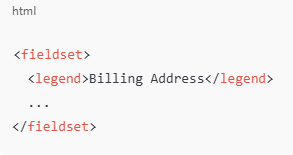 html
<fieldset>
  <legend>Billing Address</legend>
  ...
</fieldset>